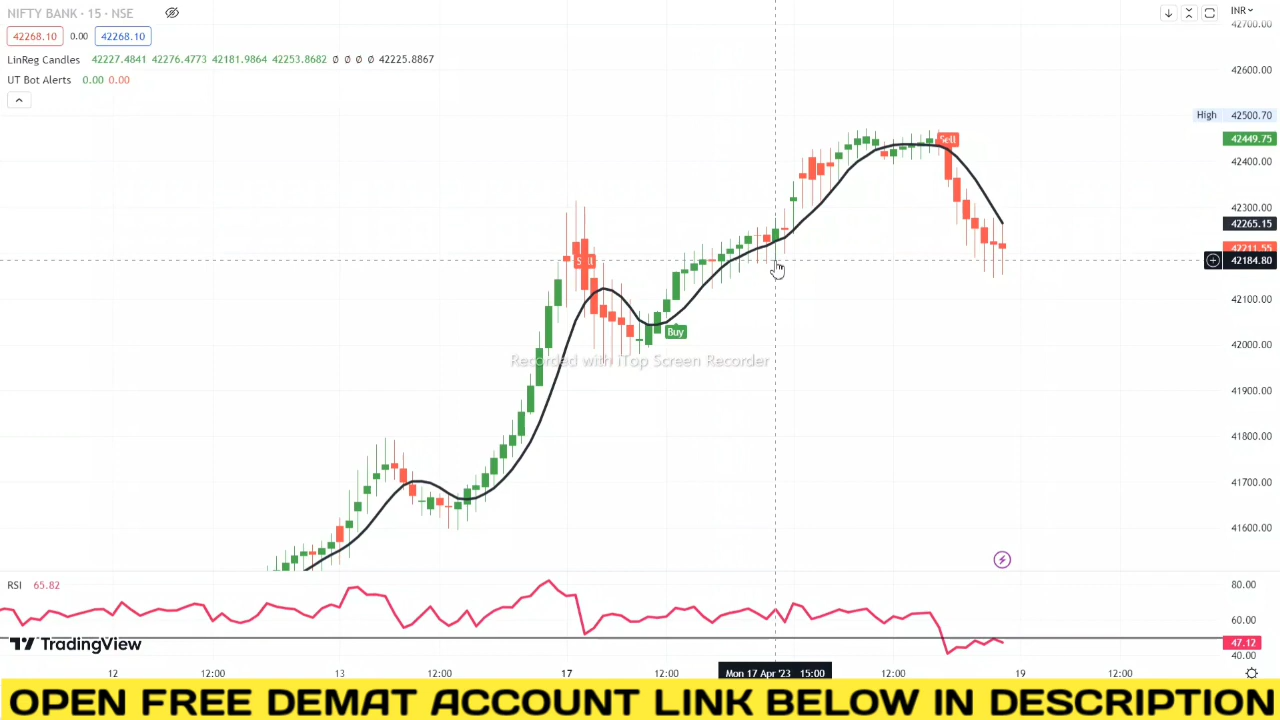 NIFTY BANK · 15 · NSE
INR
42268.10 0.00 42268.10
LinReg Candles 42227.4841 42276.4773 42181.9864 42253.8682 Ø Ø Ø Ø 42225.8867
UT Bot Alerts 0.00 0.00
42700.00
42600.00
High 42500.70
42449.75
42400.00
42300.00
42265.15
42211.55
42184.80
42100.00
42000.00
41900.00
41800.00
41700.00
41600.00
Sell
Sell
Buy
Recorded with iTop Screen Recorder
RSI 65.82
80.00
60.00
47.12
40.00
TradingView
12 12:00 13 12:00 17 12:00 Mon 17 Apr '23 15:00 12:00 19 12:00
OPEN FREE DEMAT ACCOUNT LINK BELOW IN DESCRIPTION